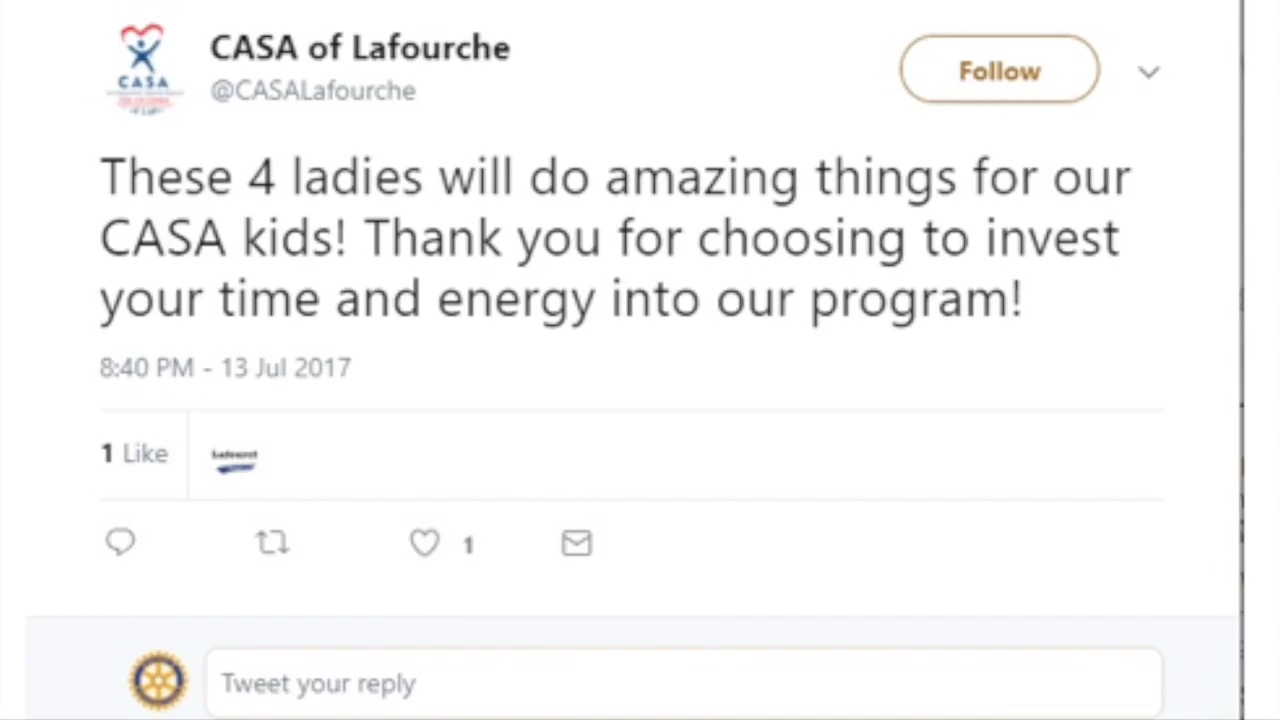 CASA of Lafourche
@CASALafourche
Follow
CASA
These 4 ladies will do amazing things for our
CASA kids! Thank you for choosing to invest
your time and energy into our program!
8:40 PM - 13 Jul 2017
1 Like
1
Tweet your reply